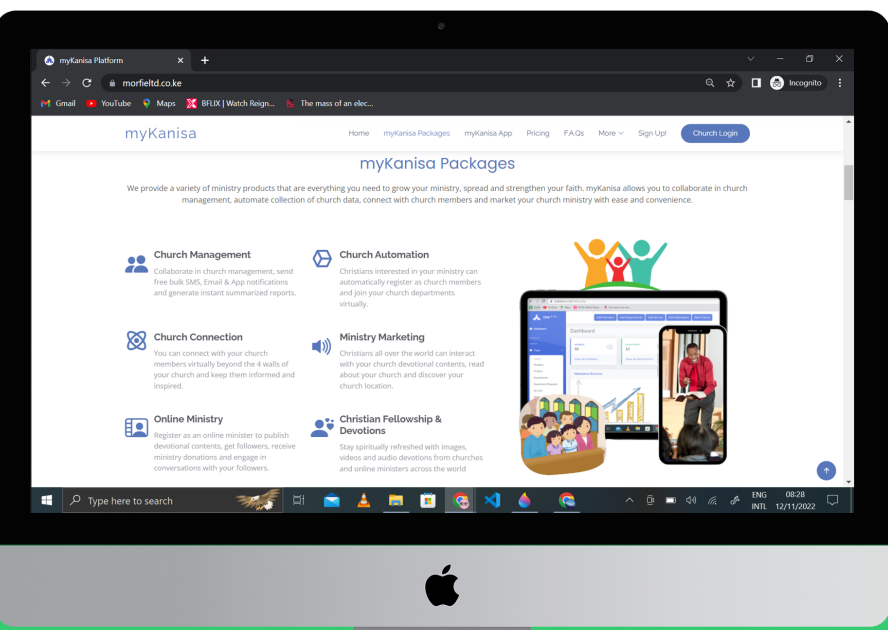 myKanisa Platform
morfieltd.co.ke
Incognito
Gmail YouTube Maps BFLIX | Watch Reign... The mass of an elec...
myKanisa
Home myKanisa Packages myKanisa App Pricing F.A.Qs More Sign Up! Church Login
myKanisa Packages
We provide a variety of ministry products that are everything you need to grow your ministry, spread and strengthen your faith. myKanisa allows you to collaborate in church
management, automate collection of church data, connect with church members and market your church ministry with ease and convenience.
Church Management
Collaborate in church management, send
free bulk SMS, Email & App notifications
and generate instant summarized reports.
Church Automation
Christians interested in your ministry can
automatically register as church members
and join your church departments
virtually.
Church Connection
You can connect with your church
members virtually beyond the 4 walls of
your church and keep them informed and
inspired.
Ministry Marketing
Christians all over the world can interact
with your church devotional contents, read
about your church and discover your
church location.
Online Ministry
Register as an online minister to publish
devotional contents, get followers, receive
ministry donations and engage in
conversations with your followers.
Christian Fellowship &
Devotions
Stay spiritually refreshed with images,
videos and audio devotions from churches
and online ministers across the world
Dashboard
Type here to search
ENG 08:28
INTL 12/11/2022